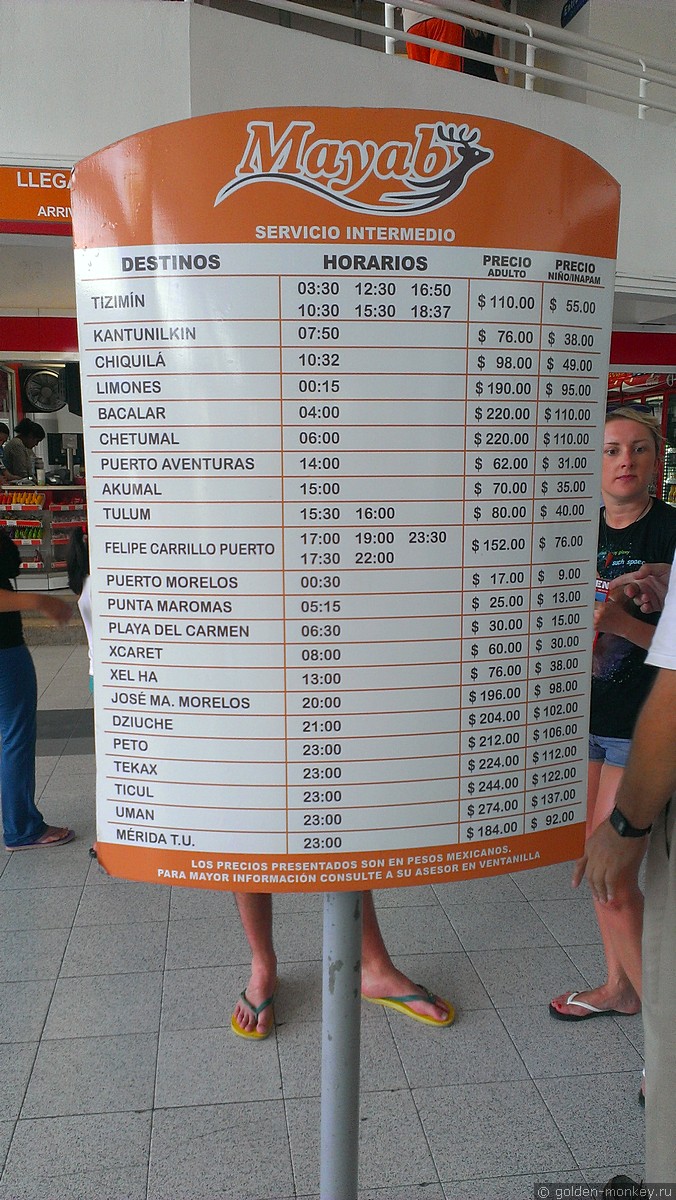 LLEGA
ARRIV
Mayab
SERVICIO INTERMEDIO
DESTINOS HORARIOS PRECIO ADULTO PRECIO NIÑO/INAPAM
TIZIMÍN 03:30 12:30 16:50 $ 110.00 $ 55.00
10:30 15:30 18:37
KANTUNILKIN 07:50 $ 76.00 $ 38.00
CHIQUILÁ 10:32 $ 98.00 $ 49.00
LIMONES 00:15 $ 190.00 $ 95.00
BACALAR 04:00 $ 220.00 $ 110.00
CHETUMAL 06:00 $ 220.00 $ 110.00
PUERTO AVENTURAS 14:00 $ 62.00 $ 31.00
AKUMAL 15:00 $ 70.00 $ 35.00
TULUM 15:30 16:00 $ 80.00 $ 40.00
FELIPE CARRILLO PUERTO 17:00 19:00 23:30 $ 152.00 $ 76.00
17:30 22:00
PUERTO MORELOS 00:30 $ 17.00 $ 9.00
PUNTA MAROMAS 05:15 $ 25.00 $ 13.00
PLAYA DEL CARMEN 06:30 $ 30.00 $ 15.00
XCARET 08:00 $ 60.00 $ 30.00
XEL HA 13:00 $ 76.00 $ 38.00
JOSÉ MA. MORELOS 20:00 $ 196.00 $ 98.00
DZIUCHE 21:00 $ 204.00 $ 102.00
PETO 23:00 $ 212.00 $ 106.00
TEKAX 23:00 $ 224.00 $ 112.00
TICUL 23:00 $ 244.00 $ 122.00
UMAN 23:00 $ 274.00 $ 137.00
MÉRIDA T.U. 23:00 $ 184.00 $ 92.00
LOS PRECIOS PRESENTADOS SON EN PESOS MEXICANOS.
PARA MAYOR INFORMACIÓN CONSULTE A SU ASESOR EN VENTANILLA
© golden-monkey.ru